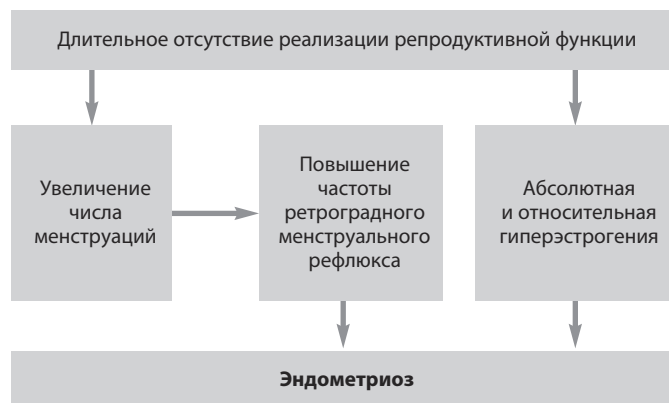 Длительное отсутствие реализации репродуктивной функции
Увеличение
числа
менструаций
Повышение
частоты
ретроградного
менструального
рефлюкса
Абсолютная
и относительная
гиперэстрогения
Эндометриоз